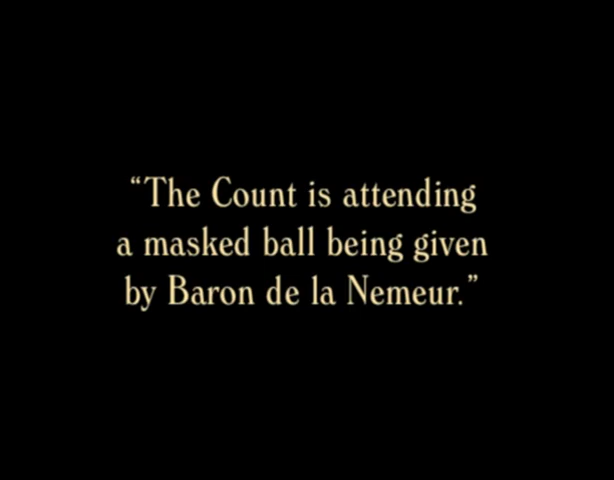 “The Count is attending
a masked ball being given
by Baron de la Nemeur.”